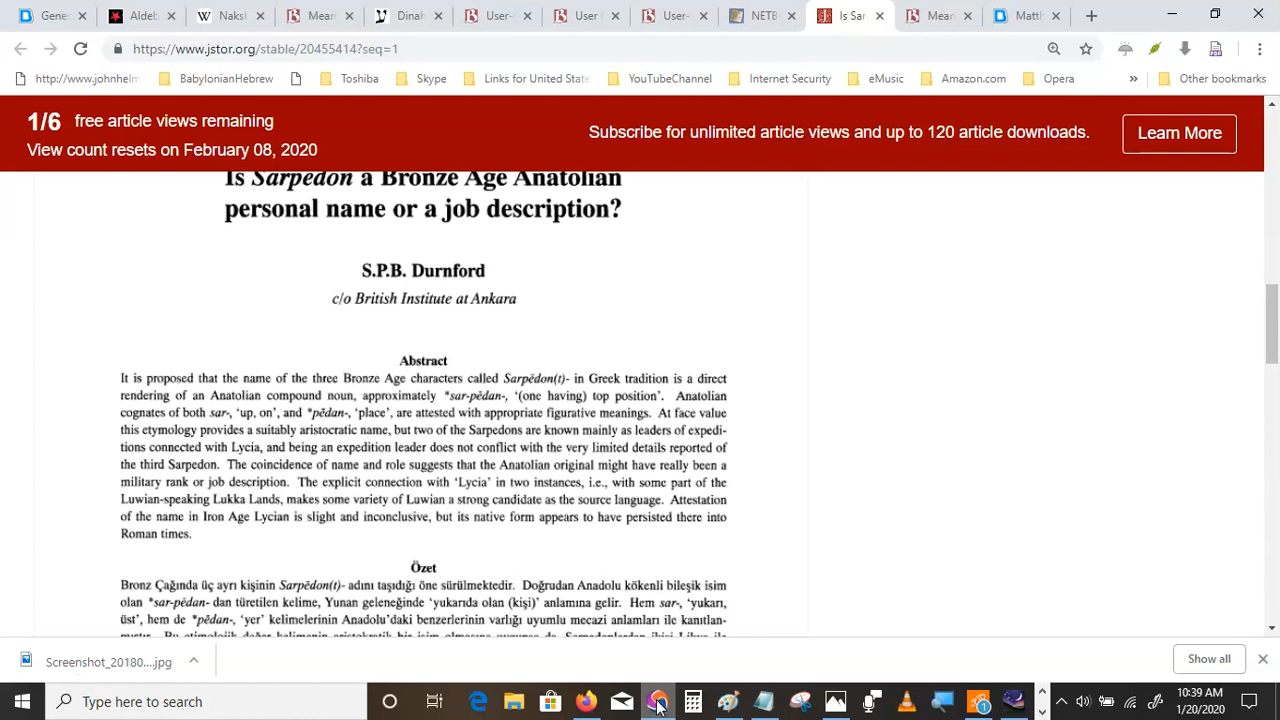 Gene:
Aldeb
Naksl
Mean
Dinah
User-
User I
User-
NETB
Is Sar
Mean
Matth
https://www.jstor.org/stable/20455414?seq=1
http://www.johnhelm
BabylonianHebrew
Toshiba
Skype
Links for United State
YouTubeChannel
Internet Security
eMusic
Amazon.com
Opera
»
Other bookmarks
1/6 free article views remaining
View count resets on February 08, 2020
Subscribe for unlimited article views and up to 120 article downloads.
Learn More
Is Sarpedon a Bronze Age Anatolian
personal name or a job description?
S.P.B. Durnford
c/o British Institute at Ankara
Abstract
It is proposed that the name of the three Bronze Age characters called Sarpēdon(t)- in Greek tradition is a direct
rendering of an Anatolian compound noun, approximately *sar-pēdan-, '(one having) top position'. Anatolian
cognates of both sar-, 'up, on', and *pēdan-, 'place', are attested with appropriate figurative meanings. At face value
this etymology provides a suitably aristocratic name, but two of the Sarpedons are known mainly as leaders of expedi-
tions connected with Lycia, and being an expedition leader does not conflict with the very limited details reported of
the third Sarpedon. The coincidence of name and role suggests that the Anatolian original might have really been a
military rank or job description. The explicit connection with 'Lycia' in two instances, i.e., with some part of the
Luwian-speaking Lukka Lands, makes some variety of Luwian a strong candidate as the source language. Attestation
of the name in Iron Age Lycian is slight and inconclusive, but its native form appears to have persisted there into
Roman times.
Özet
Bronz Çağında üç ayrı kişinin Sarpēdon(t)- adını taşıdığı öne sürülmektedir. Doğrudan Anadolu kökenli bileşik isim
olan *sar-pēdan- dan türetilen kelime, Yunan geleneğinde 'yukarıda olan (kişi)' anlamına gelir. Hem sar-, 'yukarı,
üst', hem de *pēdan-, 'yer' kelimelerinin Anadolu'daki benzerlerinin varlığı uyumlu mecazi anlamları ile kanıtlan-
Screenshot_20180....jpg
Show all
Type here to search
1
10:39 AM
1/20/2020